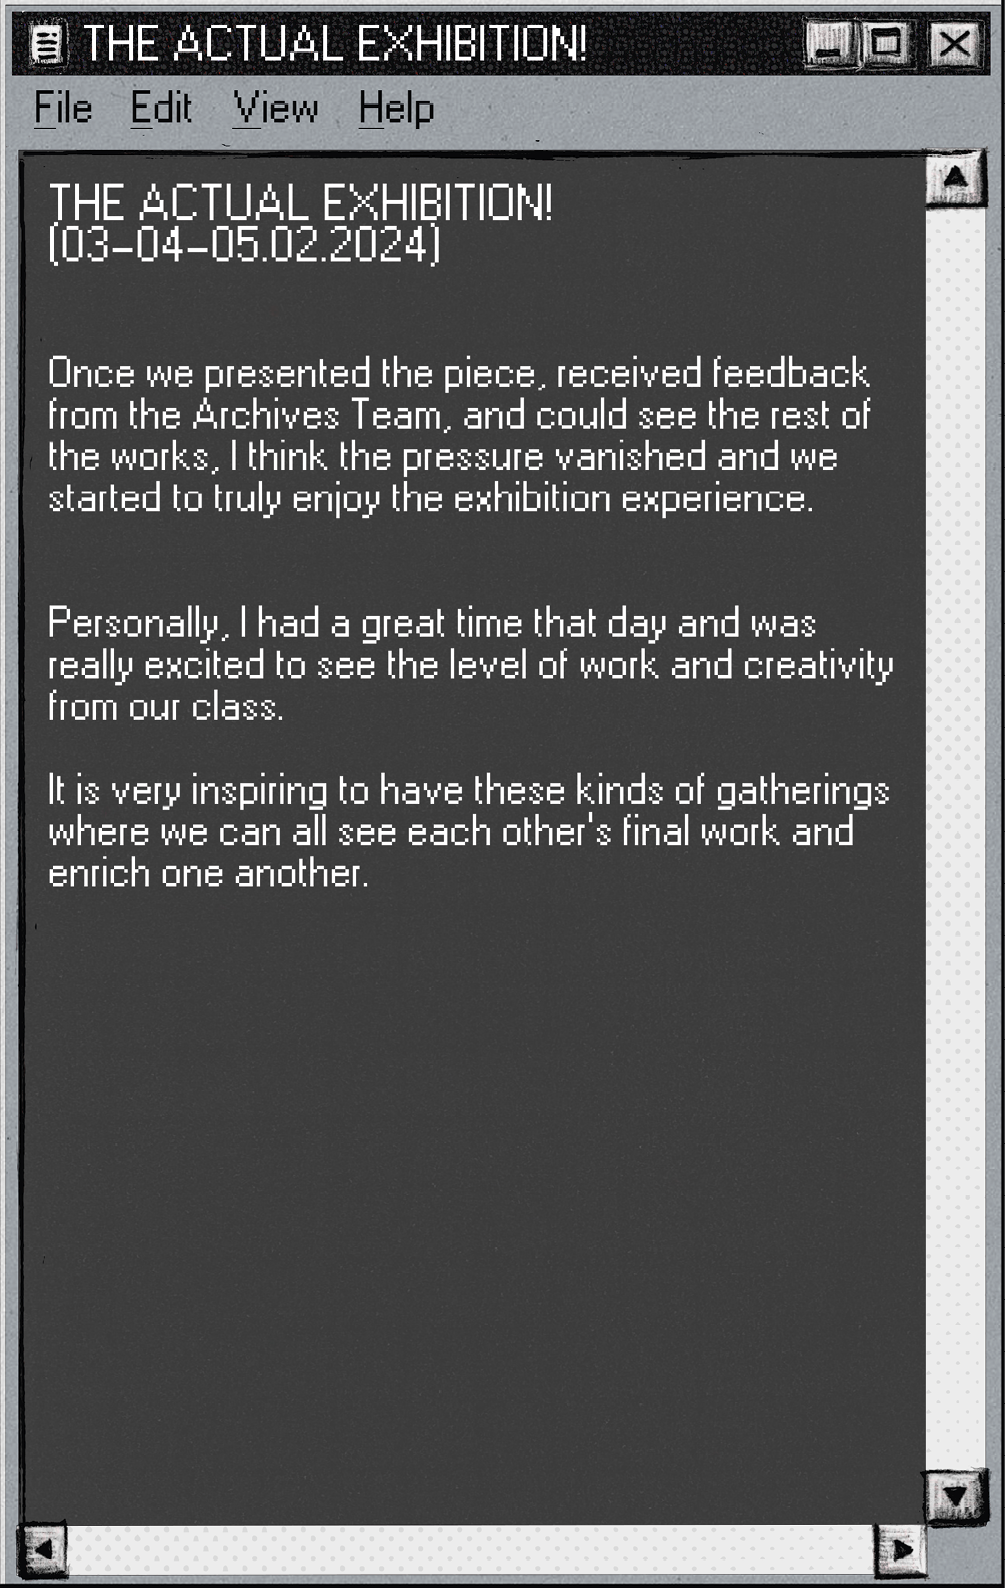 THE ACTUAL EXHIBITION!
File Edit View Help
THE ACTUAL EXHIBITION!
(03-04-05.02.2024)
Once we presented the piece, received feedback
from the Archives Team, and could see the rest of
the works, I think the pressure vanished and we
started to truly enjoy the exhibition experience.
Personally, I had a great time that day and was
really excited to see the level of work and creativity
from our class.
It is very inspiring to have these kinds of gatherings
where we can all see each other's final work and
enrich one another.